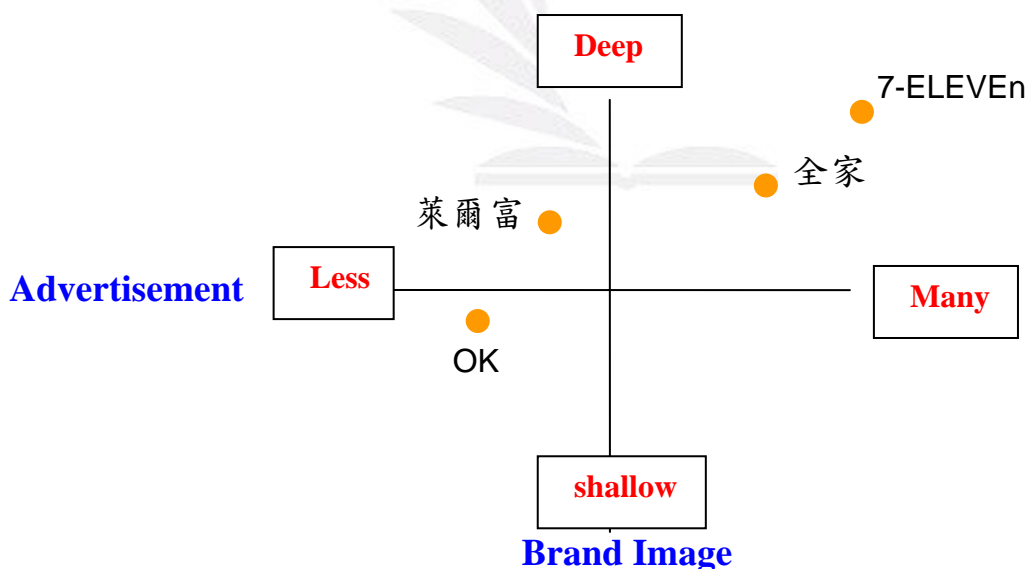 Deep
7-ELEVEn
全家
萊爾富
Advertisement
Less
Many
OK
shallow
Brand Image